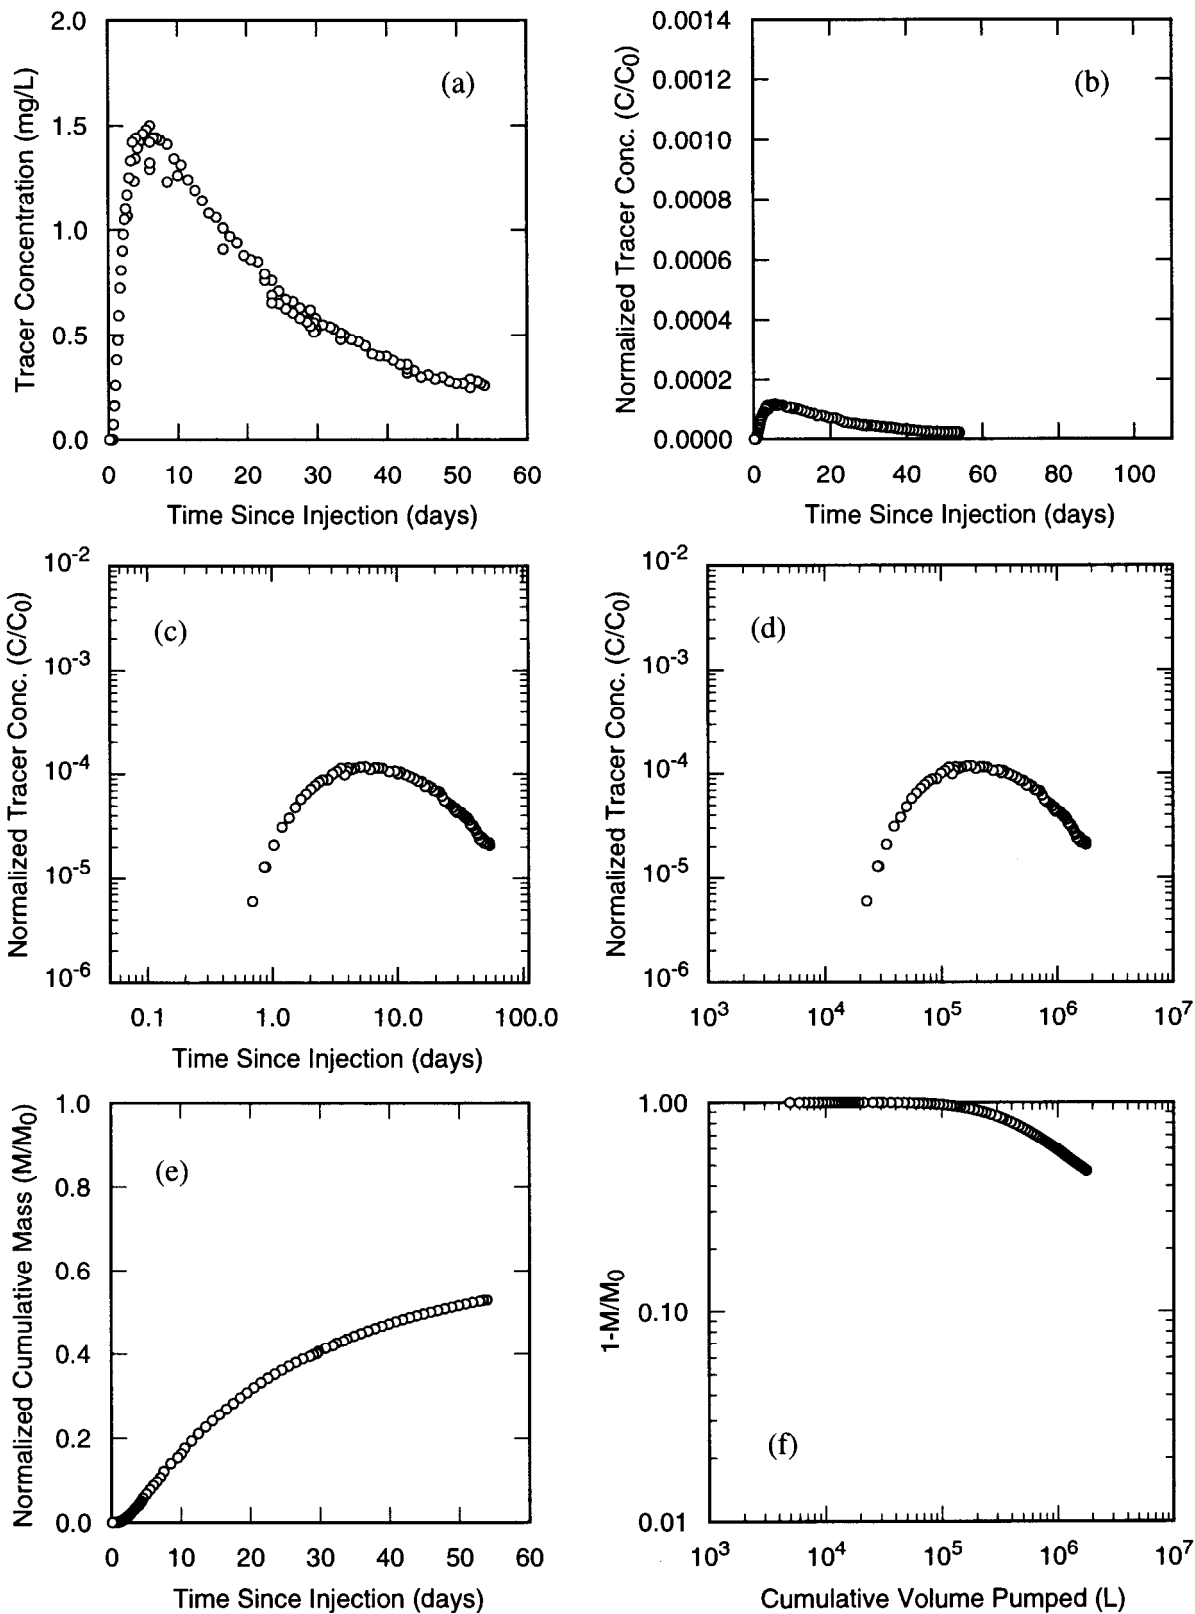 2.0
1.5
1.0
0.5
0.0
Tracer Concentration (mg/L)
(a)
0 10 20 30 40 50 60
Time Since Injection (days)
0.0014
0.0012
0.0010
0.0008
0.0006
0.0004
0.0002
0.0000
Normalized Tracer Conc. (C/C0)
(b)
0 20 40 60 80 100
Time Since Injection (days)
10-2
10-3
10-4
10-5
10-6
Normalized Tracer Conc. (C/C0)
(c)
0.1 1.0 10.0 100.0
Time Since Injection (days)
10-2
10-3
10-4
10-5
10-6
Normalized Tracer Conc. (C/C0)
(d)
103 104 105 106 107
1.0
0.8
0.6
0.4
0.2
0.0
Normalized Cumulative Mass (M/M0)
(e)
0 10 20 30 40 50 60
Time Since Injection (days)
1.00
0.10
0.01
1-M/M0
(f)
103 104 105 106 107
Cumulative Volume Pumped (L)